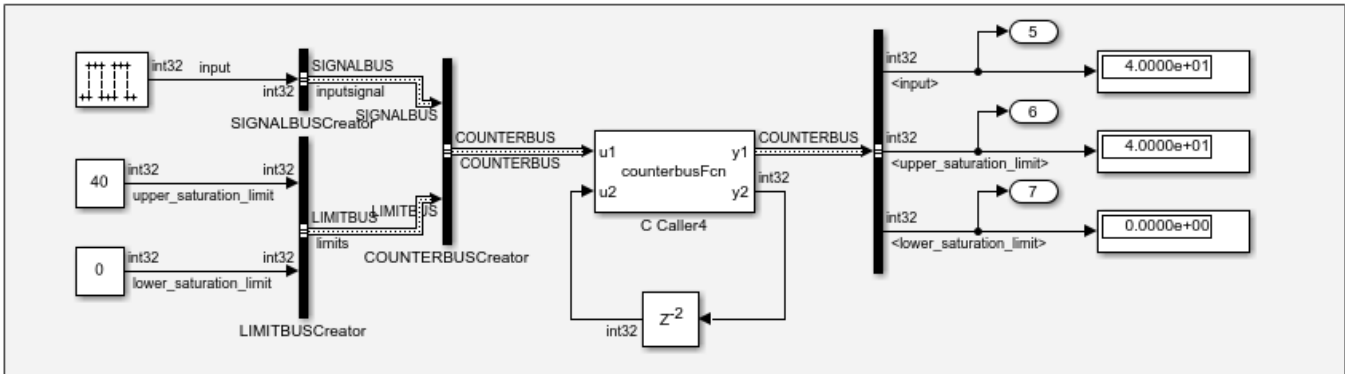 int32 input
int32
SIGNALBUS
inputsignal
SIGNALBUS
SIGNALBUSCreator
40
int32 int32
upper_saturation_limit
0
int32 int32
lower_saturation_limit
LIMITBUS
limits
LIMITBUS
LIMITBUSCreator
COUNTERBUS
COUNTERBUS
COUNTERBUSCreator
u1 y1
counterbusFcn
u2 y2
C Caller4
COUNTERBUS
int32
Z-2
int32
5
int32
<input>
4.0000e+01
6
int32
<upper_saturation_limit>
4.0000e+01
7
int32
<lower_saturation_limit>
0.0000e+00